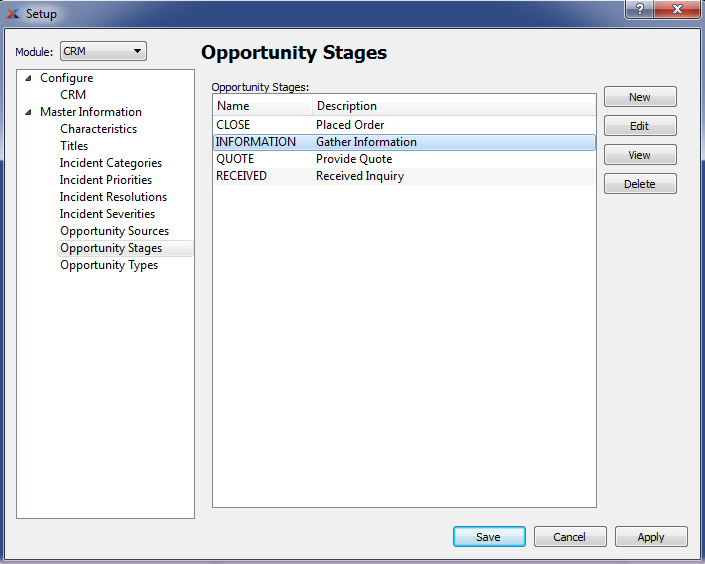 Setup
?
X
Module: CRM
Opportunity Stages
Configure
CRM
Master Information
Characteristics
Titles
Incident Categories
Incident Priorities
Incident Resolutions
Incident Severities
Opportunity Sources
Opportunity Stages
Opportunity Types
Opportunity Stages:
Name Description
CLOSE Placed Order
INFORMATION Gather Information
QUOTE Provide Quote
RECEIVED Received Inquiry
New
Edit
View
Delete
Save Cancel Apply